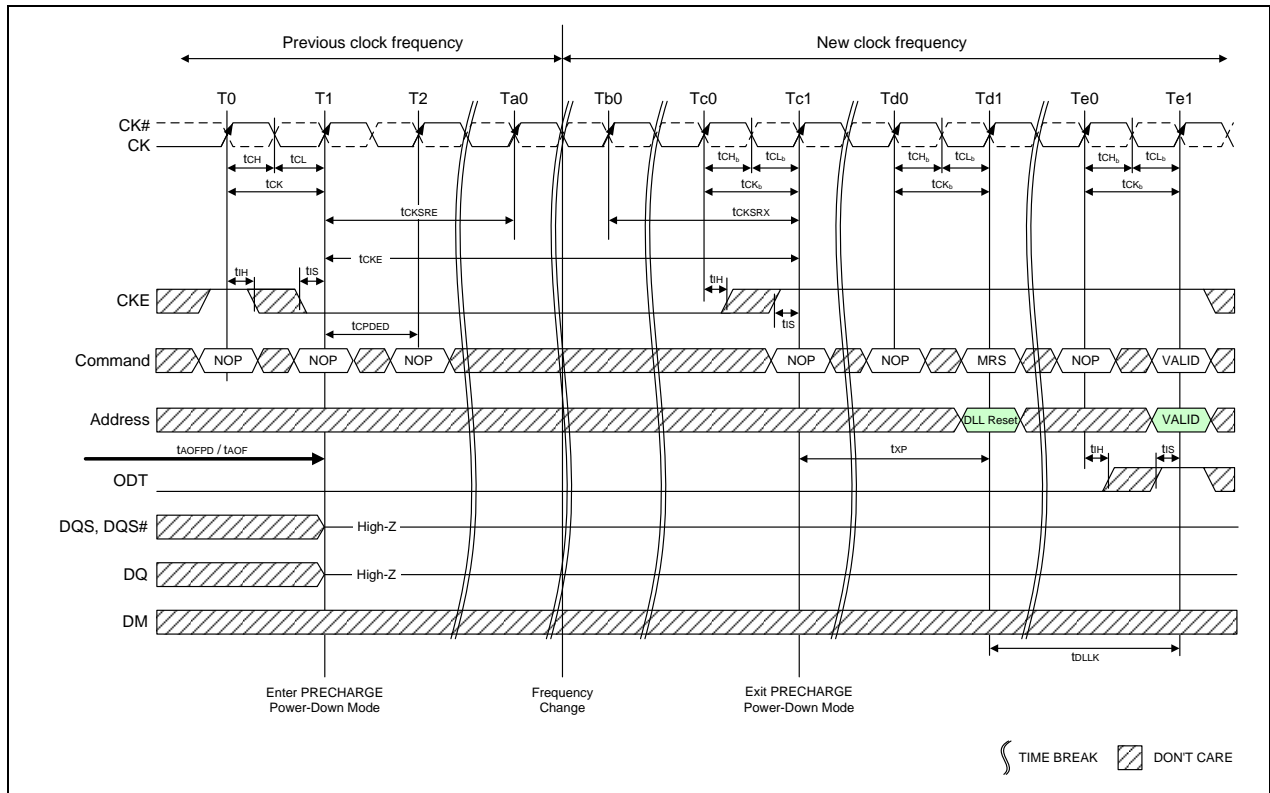 Previous clock frequency New clock frequency
T0 T1 T2 Ta0 Tb0 Tc0 Tc1 Td0 Td1 Te0 Te1
CK#
CK
tCH tCL tCHb tCLb tCHb tCLb tCHb tCLb
tCK tCKb tCKb tCKb
tCKSRE tCKSRX
tCKE
tIH tIS tIH
CKE
tIS
tCPDED
Command NOP NOP NOP NOP NOP MRS NOP VALID
Address DLL Reset VALID
tAOFPD / tAOF tXP tIH tIS
ODT
DQS, DQS# High-Z
DQ High-Z
DM
tDLLK
Enter PRECHARGE
Power-Down Mode
Frequency
Change
Exit PRECHARGE
Power-Down Mode
TIME BREAK DON'T CARE